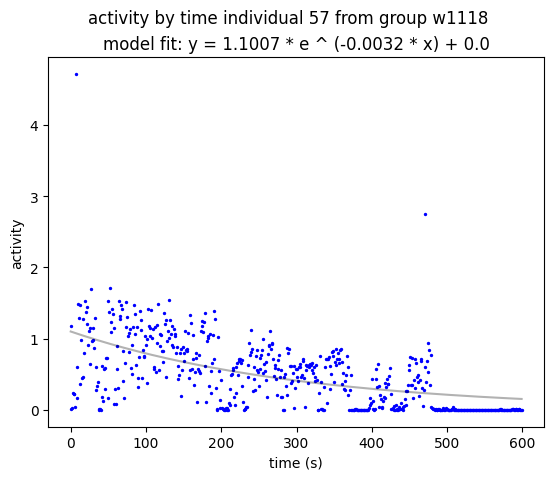 activity by time individual 57 from group w1118
model fit: y = 1.1007 * e ^ (-0.0032 * x) + 0.0
4
3
2
1
0
activity
0 100 200 300 400 500 600
time (s)